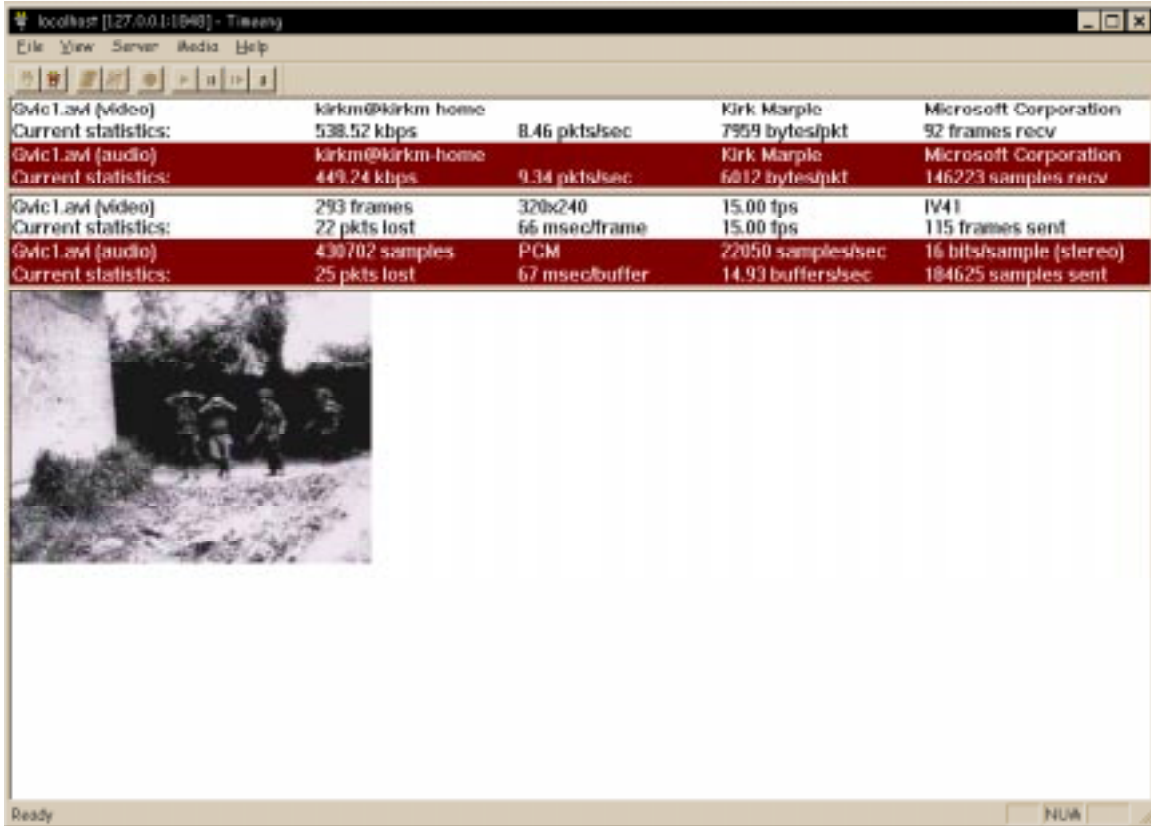 localhost [127.0.0.1:1848] - Timeeng
File View Server Media Help
Gvic1.avi (video) kirkm@kirkm-home Kirk Marple Microsoft Corporation
Current statistics: 538.52 kbps 8.46 pkts/sec 7959 bytes/pkt 92 frames recv
Gvic1.avi (audio) kirkm@kirkm-home Kirk Marple Microsoft Corporation
Current statistics: 449.24 kbps 9.34 pkts/sec 6012 bytes/pkt 146223 samples recv
Gvic1.avi (video) 293 frames 320x240 15.00 fps IV41
Current statistics: 22 pkts lost 66 msec/frame 15.00 fps 115 frames sent
Gvic1.avi (audio) 430702 samples PCM 22050 samples/sec 16 bits/sample (stereo)
Current statistics: 25 pkts lost 67 msec/buffer 14.93 buffers/sec 184625 samples sent
Ready NUM